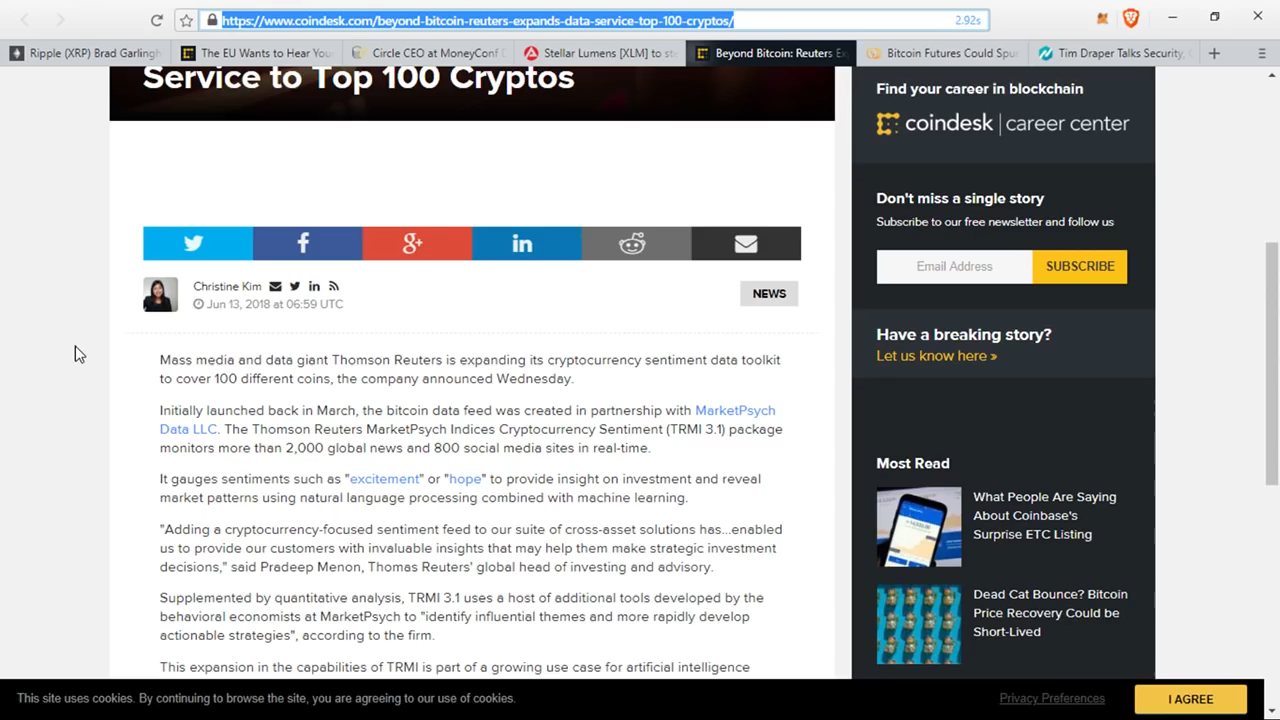 https://www.coindesk.com/beyond-bitcoin-reuters-expands-data-service-top-100-cryptos/
2.92s
Ripple (XRP) Brad Garlingh
The EU Wants to Hear You
Circle CEO at MoneyConf
Stellar Lumens [XLM] to st
Beyond Bitcoin: Reuters Ex
Bitcoin Futures Could Spu
Tim Draper Talks Security,
Service to Top 100 Cryptos
Christine Kim
Jun 13, 2018 at 06:59 UTC
NEWS
Mass media and data giant Thomson Reuters is expanding its cryptocurrency sentiment data toolkit
to cover 100 different coins, the company announced Wednesday.
Initially launched back in March, the bitcoin data feed was created in partnership with MarketPsych
Data LLC. The Thomson Reuters MarketPsych Indices Cryptocurrency Sentiment (TRMI 3.1) package
monitors more than 2,000 global news and 800 social media sites in real-time.
It gauges sentiments such as "excitement" or "hope" to provide insight on investment and reveal
market patterns using natural language processing combined with machine learning.
"Adding a cryptocurrency-focused sentiment feed to our suite of cross-asset solutions has...enabled
us to provide our customers with invaluable insights that may help them make strategic investment
decisions," said Pradeep Menon, Thomas Reuters' global head of investing and advisory.
Supplemented by quantitative analysis, TRMI 3.1 uses a host of additional tools developed by the
behavioral economists at MarketPsych to "identify influential themes and more rapidly develop
actionable strategies", according to the firm.
This expansion in the capabilities of TRMI is part of a growing use case for artificial intelligence
Find your career in blockchain
coindesk | career center
Don't miss a single story
Subscribe to our free newsletter and follow us
Email Address
SUBSCRIBE
Have a breaking story?
Let us know here »
Most Read
What People Are Saying
About Coinbase's
Surprise ETC Listing
Dead Cat Bounce? Bitcoin
Price Recovery Could be
Short-Lived
This site uses cookies. By continuing to browse the site, you are agreeing to our use of cookies.
Privacy Preferences
I AGREE